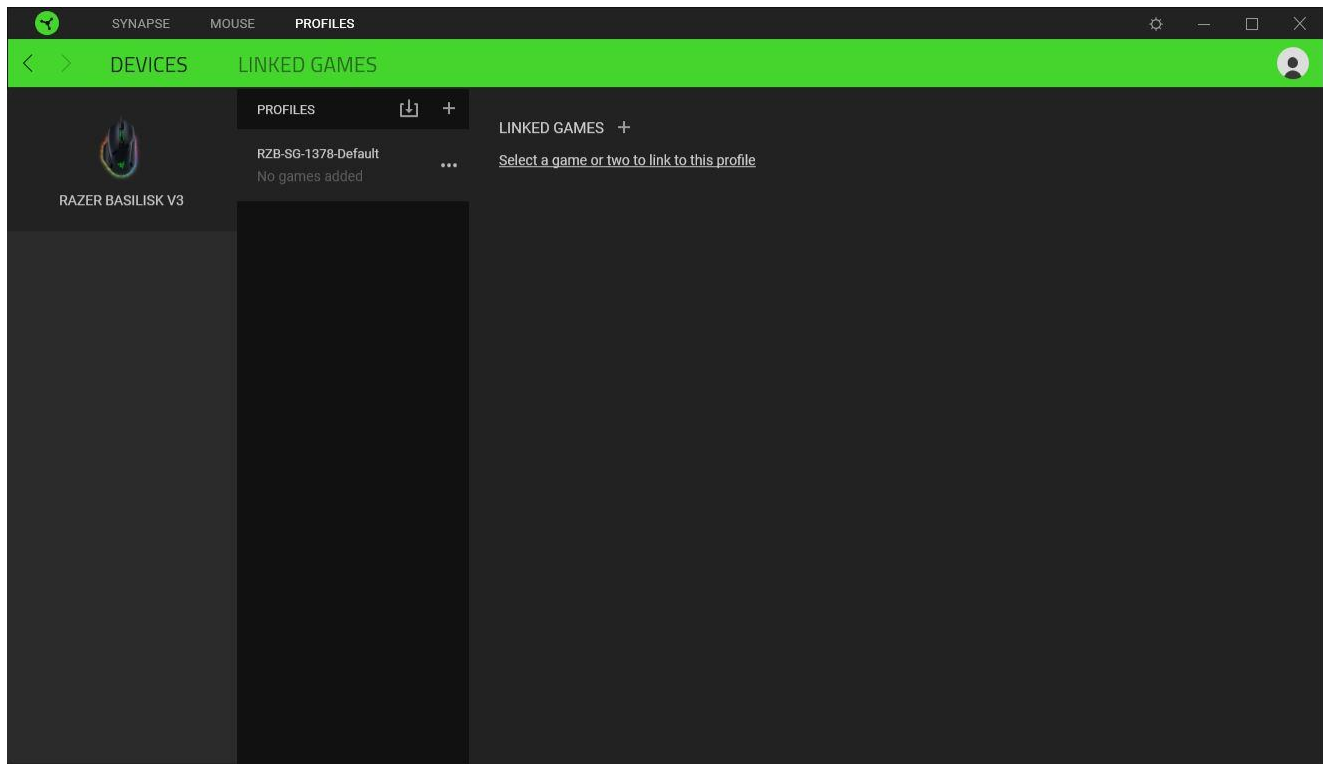 SYNAPSE MOUSE PROFILES
DEVICES LINKED GAMES
RAZER BASILISK V3
PROFILES
RZB-SG-1378-Default
No games added
LINKED GAMES
Select a game or two to link to this profile